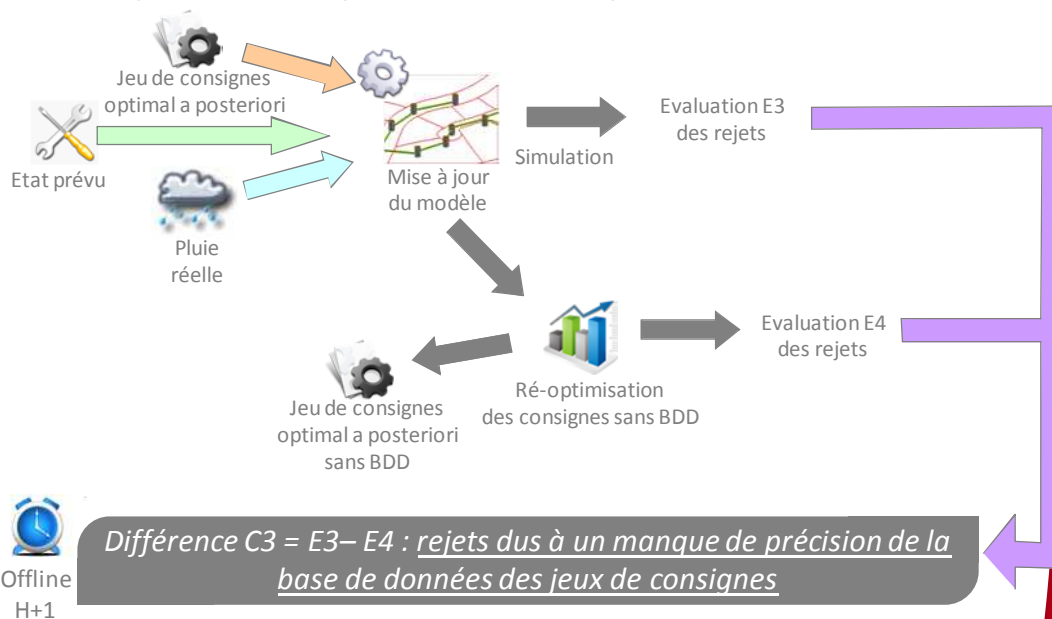 Jeu de consignes
optimal a posteriori
Etat prévu
Pluie
réelle
Mise à jour
du modèle
Simulation
Evaluation E3
des rejets
Evaluation E4
des rejets
Ré-optimisation
des consignes sans BDD
Jeu de consignes
optimal a posteriori
sans BDD
Offline
H+1
Différence C3 = E3– E4 : rejets dus à un manque de précision de la
base de données des jeux de consignes